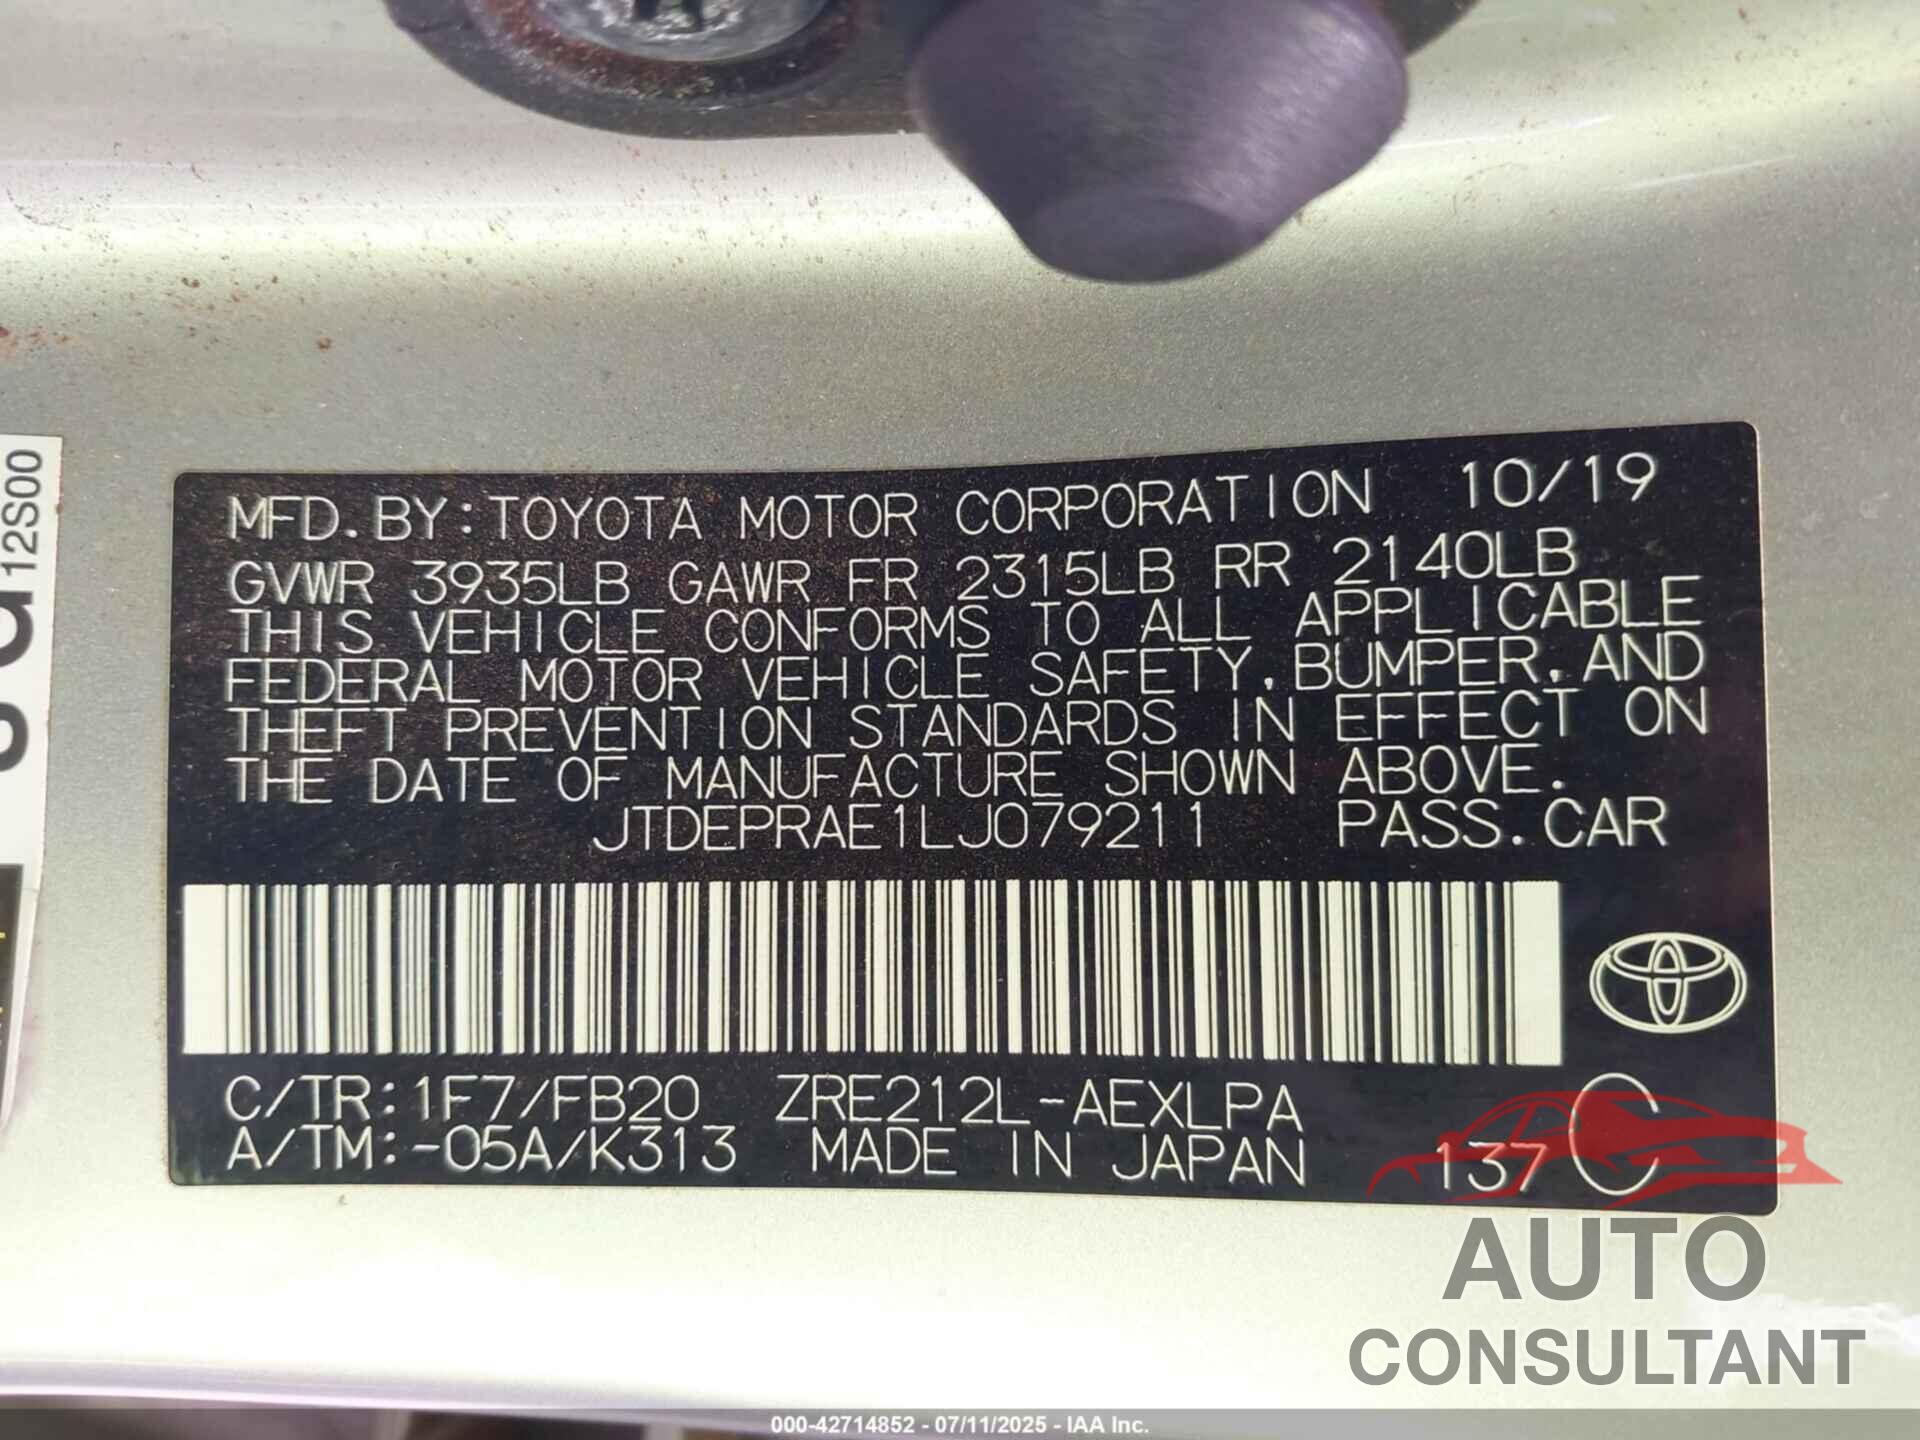 MFD.BY:TOYOTA MOTOR CORPORATION 10/19
GVWR 3935LB GAWR FR 2315LB RR 2140LB
THIS VEHICLE CONFORMS TO ALL APPLICABLE
FEDERAL MOTOR VEHICLE SAFETY,BUMPER,AND
THEFT PREVENTION STANDARDS IN EFFECT ON
THE DATE OF MANUFACTURE SHOWN ABOVE.
JTDEPRAE1LJ079211 PASS.CAR
C/TR:1F7/FB20 ZRE212L-AEXLPA
A/TM:-05A/K313 MADE IN JAPAN 137 C
12S00
AUTO
CONSULTANT
000-42714852 - 07/11/2025 - IAA Inc.